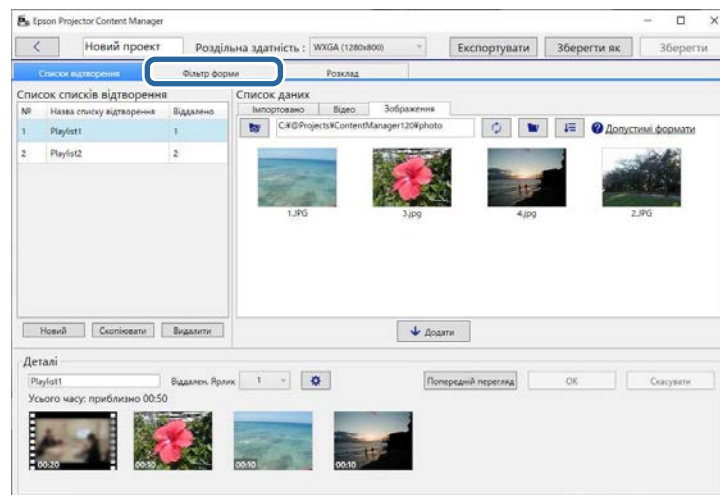 Epson Projector Content Manager
Новий проект Роздільна здатність : WXGA (1280x800) Експортувати Зберегти як Зберегти
Списки відтворення Фільтр форми Розклад
Список списків відтворення
№ Назва списку відтворення Віддалено
1 Playlist1 1
2 Playlist2 2
Новий Скопіювати Видалити
Список даних
Імпортовано Відео Зображення
C:¥@Projects¥ContentManager120¥photo Допустимі формати
1.JPG 3.jpg 4.jpg 2.JPG
Додати
Деталі
Playlist1 Віддален. Ярлик 1 Попередній перегляд OK Скасувати
Усього часу: приблизно 00:50
00:20 00:10 00:10 00:10